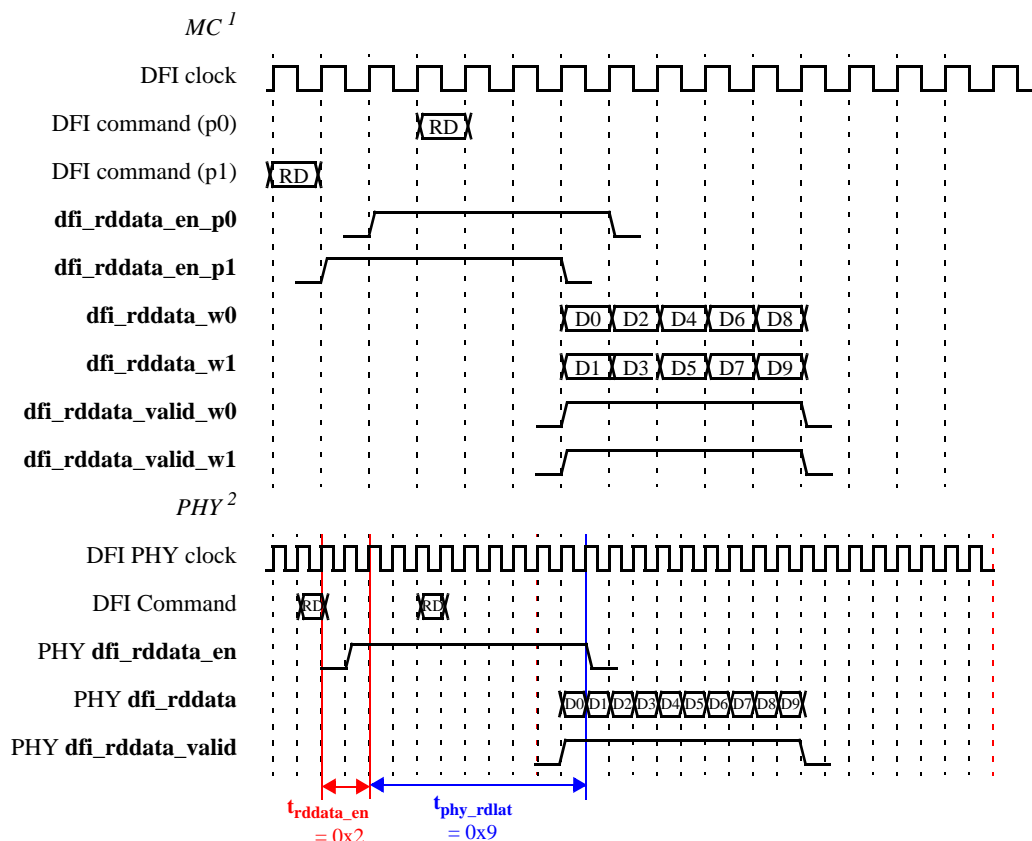 MC 1
DFI clock
DFI command (p0) RD
DFI command (p1) RD
dfi_rddata_en_p0
dfi_rddata_en_p1
dfi_rddata_w0 D0 D2 D4 D6 D8
dfi_rddata_w1 D1 D3 D5 D7 D9
dfi_rddata_valid_w0
dfi_rddata_valid_w1
PHY 2
DFI PHY clock
DFI Command RD RD
PHY dfi_rddata_en
PHY dfi_rddata D0 D1 D2 D3 D4 D5 D6 D7 D8 D9
PHY dfi_rddata_valid
trddata_en tphy_rdlat
= 0x2 = 0x9